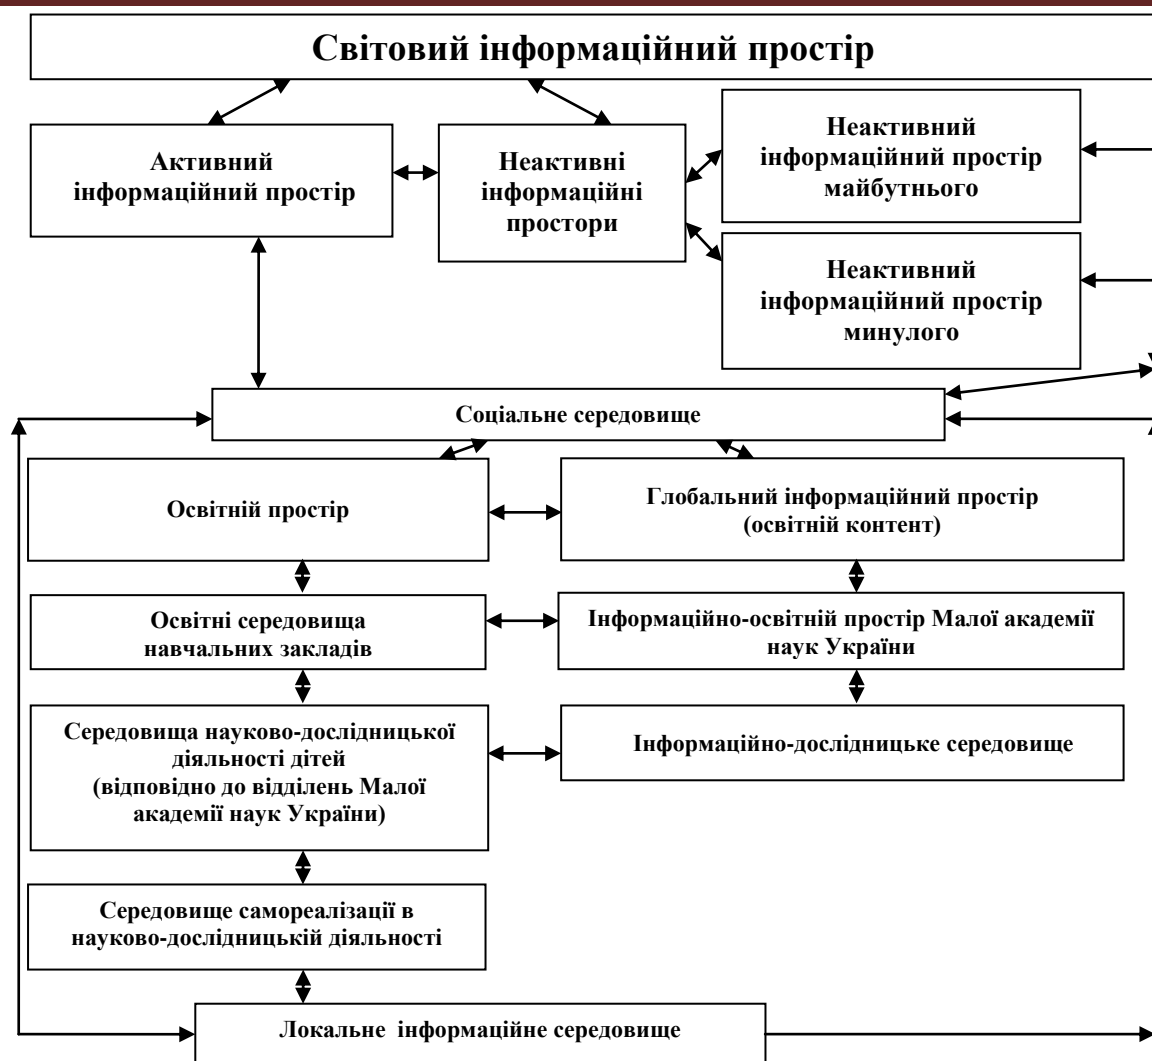 Світовий інформаційний простір
Активний
інформаційний простір
Неактивні
інформаційні
простори
Неактивний
інформаційний простір
майбутнього
Неактивний
інформаційний простір
минулого
Соціальне середовище
Освітній простір
Глобальний інформаційний простір
(освітній контент)
Освітні середовища
навчальних закладів
Інформаційно-освітній простір Малої академії
наук України
Середовища науково-дослідницької
діяльності дітей
(відповідно до відділень Малої
академії наук України)
Інформаційно-дослідницьке середовище
Середовище самореалізації в
науково-дослідницькій діяльності
Локальне інформаційне середовище